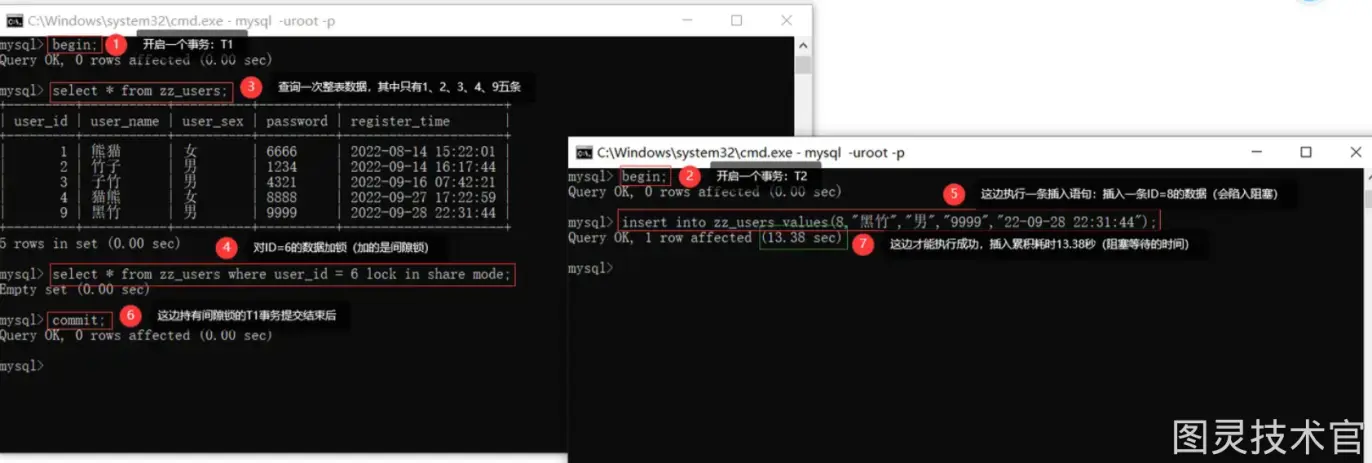 C:\Windows\system32\cmd.exe - mysql -uroot -p
mysql> begin; 1 开启一个事务：T1
Query OK, 0 rows affected (0.00 sec)
mysql> select * from zz_users; 3 查询一次整表数据，其中只有1、2、3、4、9五条
+---------+-----------+----------+----------+---------------------+
| user_id | user_name | user_sex | password | register_time |
+---------+-----------+----------+----------+---------------------+
| 1 | 熊猫 | 女 | 6666 | 2022-08-14 15:22:01 |
| 2 | 竹子 | 男 | 1234 | 2022-09-14 16:17:44 |
| 3 | 子竹 | 男 | 4321 | 2022-09-16 07:42:21 |
| 4 | 猫熊 | 女 | 8888 | 2022-09-27 17:22:59 |
| 9 | 黑竹 | 男 | 9999 | 2022-09-28 22:31:44 |
+---------+-----------+----------+----------+---------------------+
5 rows in set (0.00 sec) 4 对ID=6的数据加锁（加的是间隙锁）
mysql> select * from zz_users where user_id = 6 lock in share mode;
Empty set (0.00 sec)
mysql> commit; 6 这边持有间隙锁的T1事务提交结束后
Query OK, 0 rows affected (0.00 sec)
mysql>
C:\Windows\system32\cmd.exe - mysql -uroot -p
mysql> begin; 2 开启一个事务：T2
Query OK, 0 rows affected (0.00 sec)
5 这边执行一条插入语句：插入一条ID=8的数据（会陷入阻塞）
mysql> insert into zz_users values(8,"黑竹","男","9999","22-09-28 22:31:44");
Query OK, 1 row affected (13.38 sec) 7 这边才能执行成功，插入累积耗时13.38秒（阻塞等待的时间）
mysql>
图灵技术官